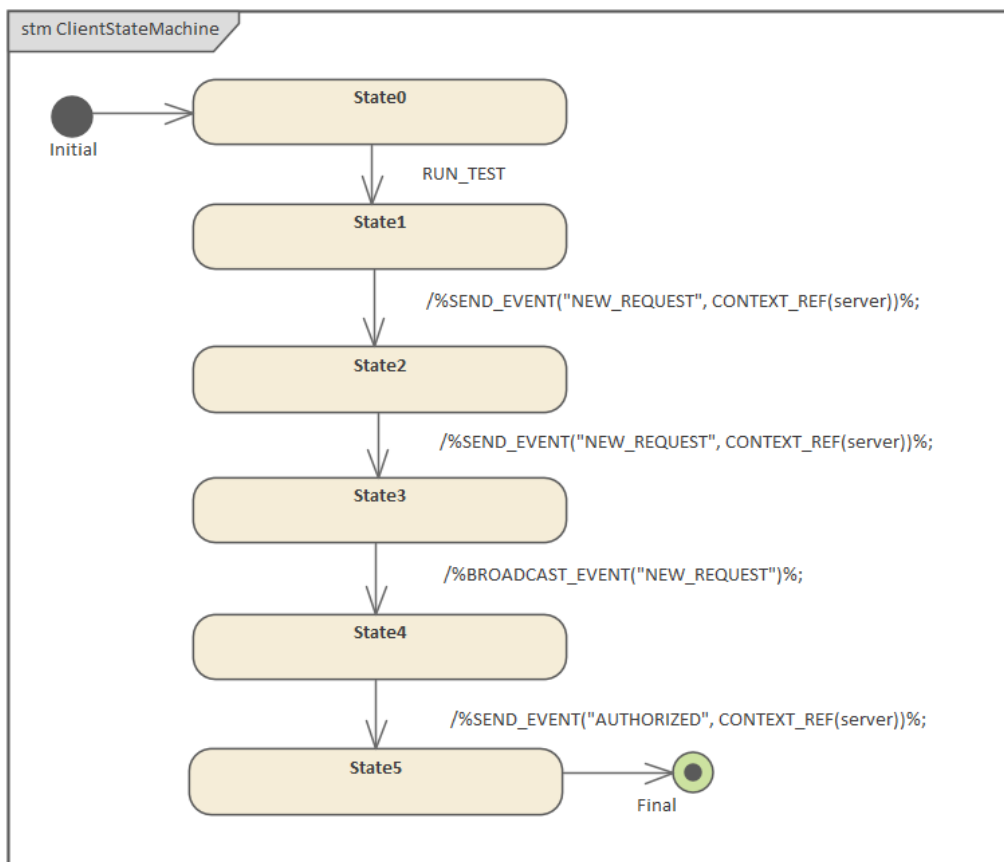 stm ClientStateMachine
State0
Initial
RUN_TEST
State1
/%SEND_EVENT("NEW_REQUEST", CONTEXT_REF(server))%;
State2
/%SEND_EVENT("NEW_REQUEST", CONTEXT_REF(server))%;
State3
/%BROADCAST_EVENT("NEW_REQUEST")%;
State4
/%SEND_EVENT("AUTHORIZED", CONTEXT_REF(server))%;
State5
Final